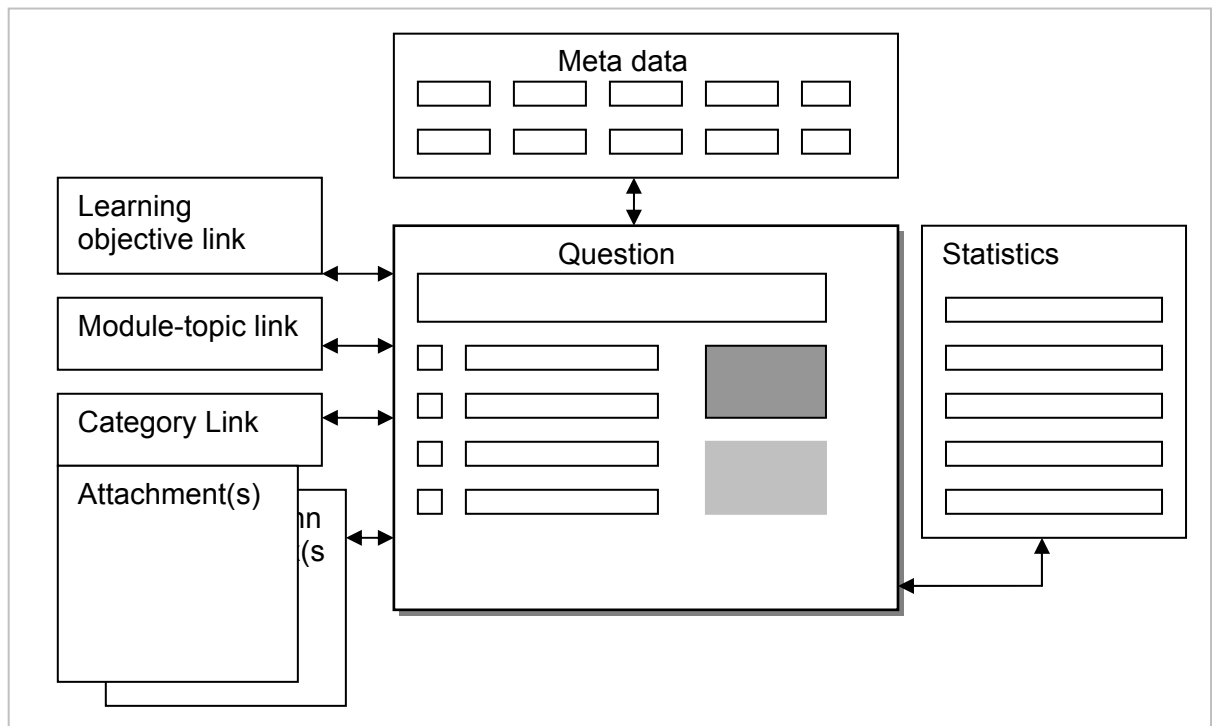 Meta data
Learning
objective link
Question
Statistics
Module-topic link
Category Link
Attachment(s)